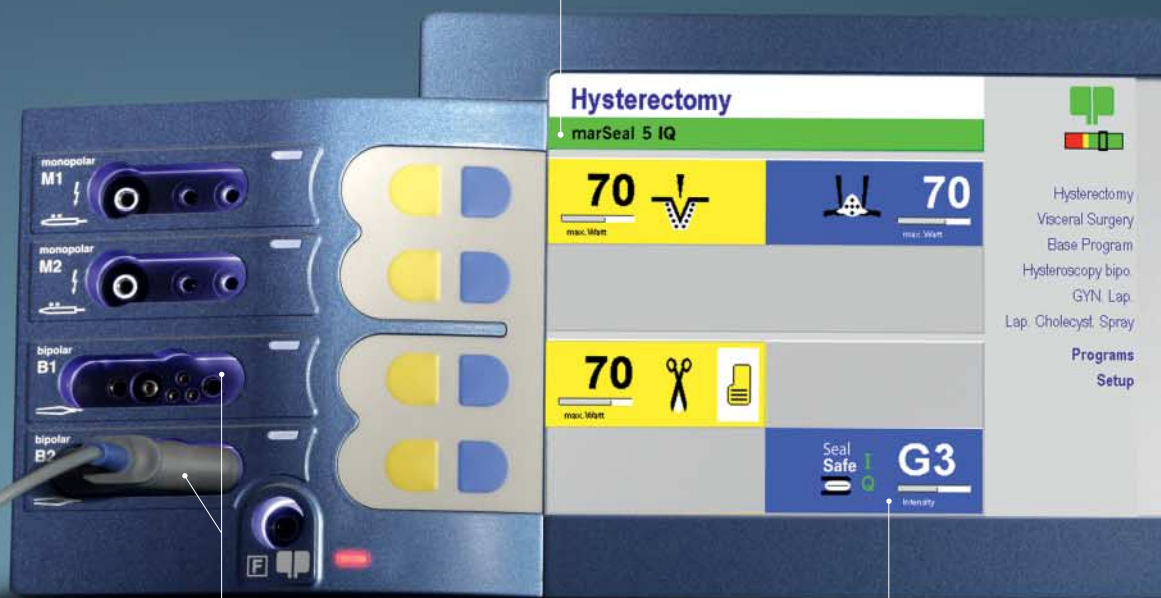 monopolar
M1
monopolar
M2
bipolar
B1
bipolar
B2
F
Hysterectomy
marSeal 5 IQ
70
max. Watt
70
max. Watt
70
max. Watt
Seal
Safe
IQ
G3
Intensity
Hysterectomy
Visceral Surgery
Base Program
Hysteroscopy bipo.
GYN. Lap.
Lap. Cholecyst. Spray
Programs
Setup